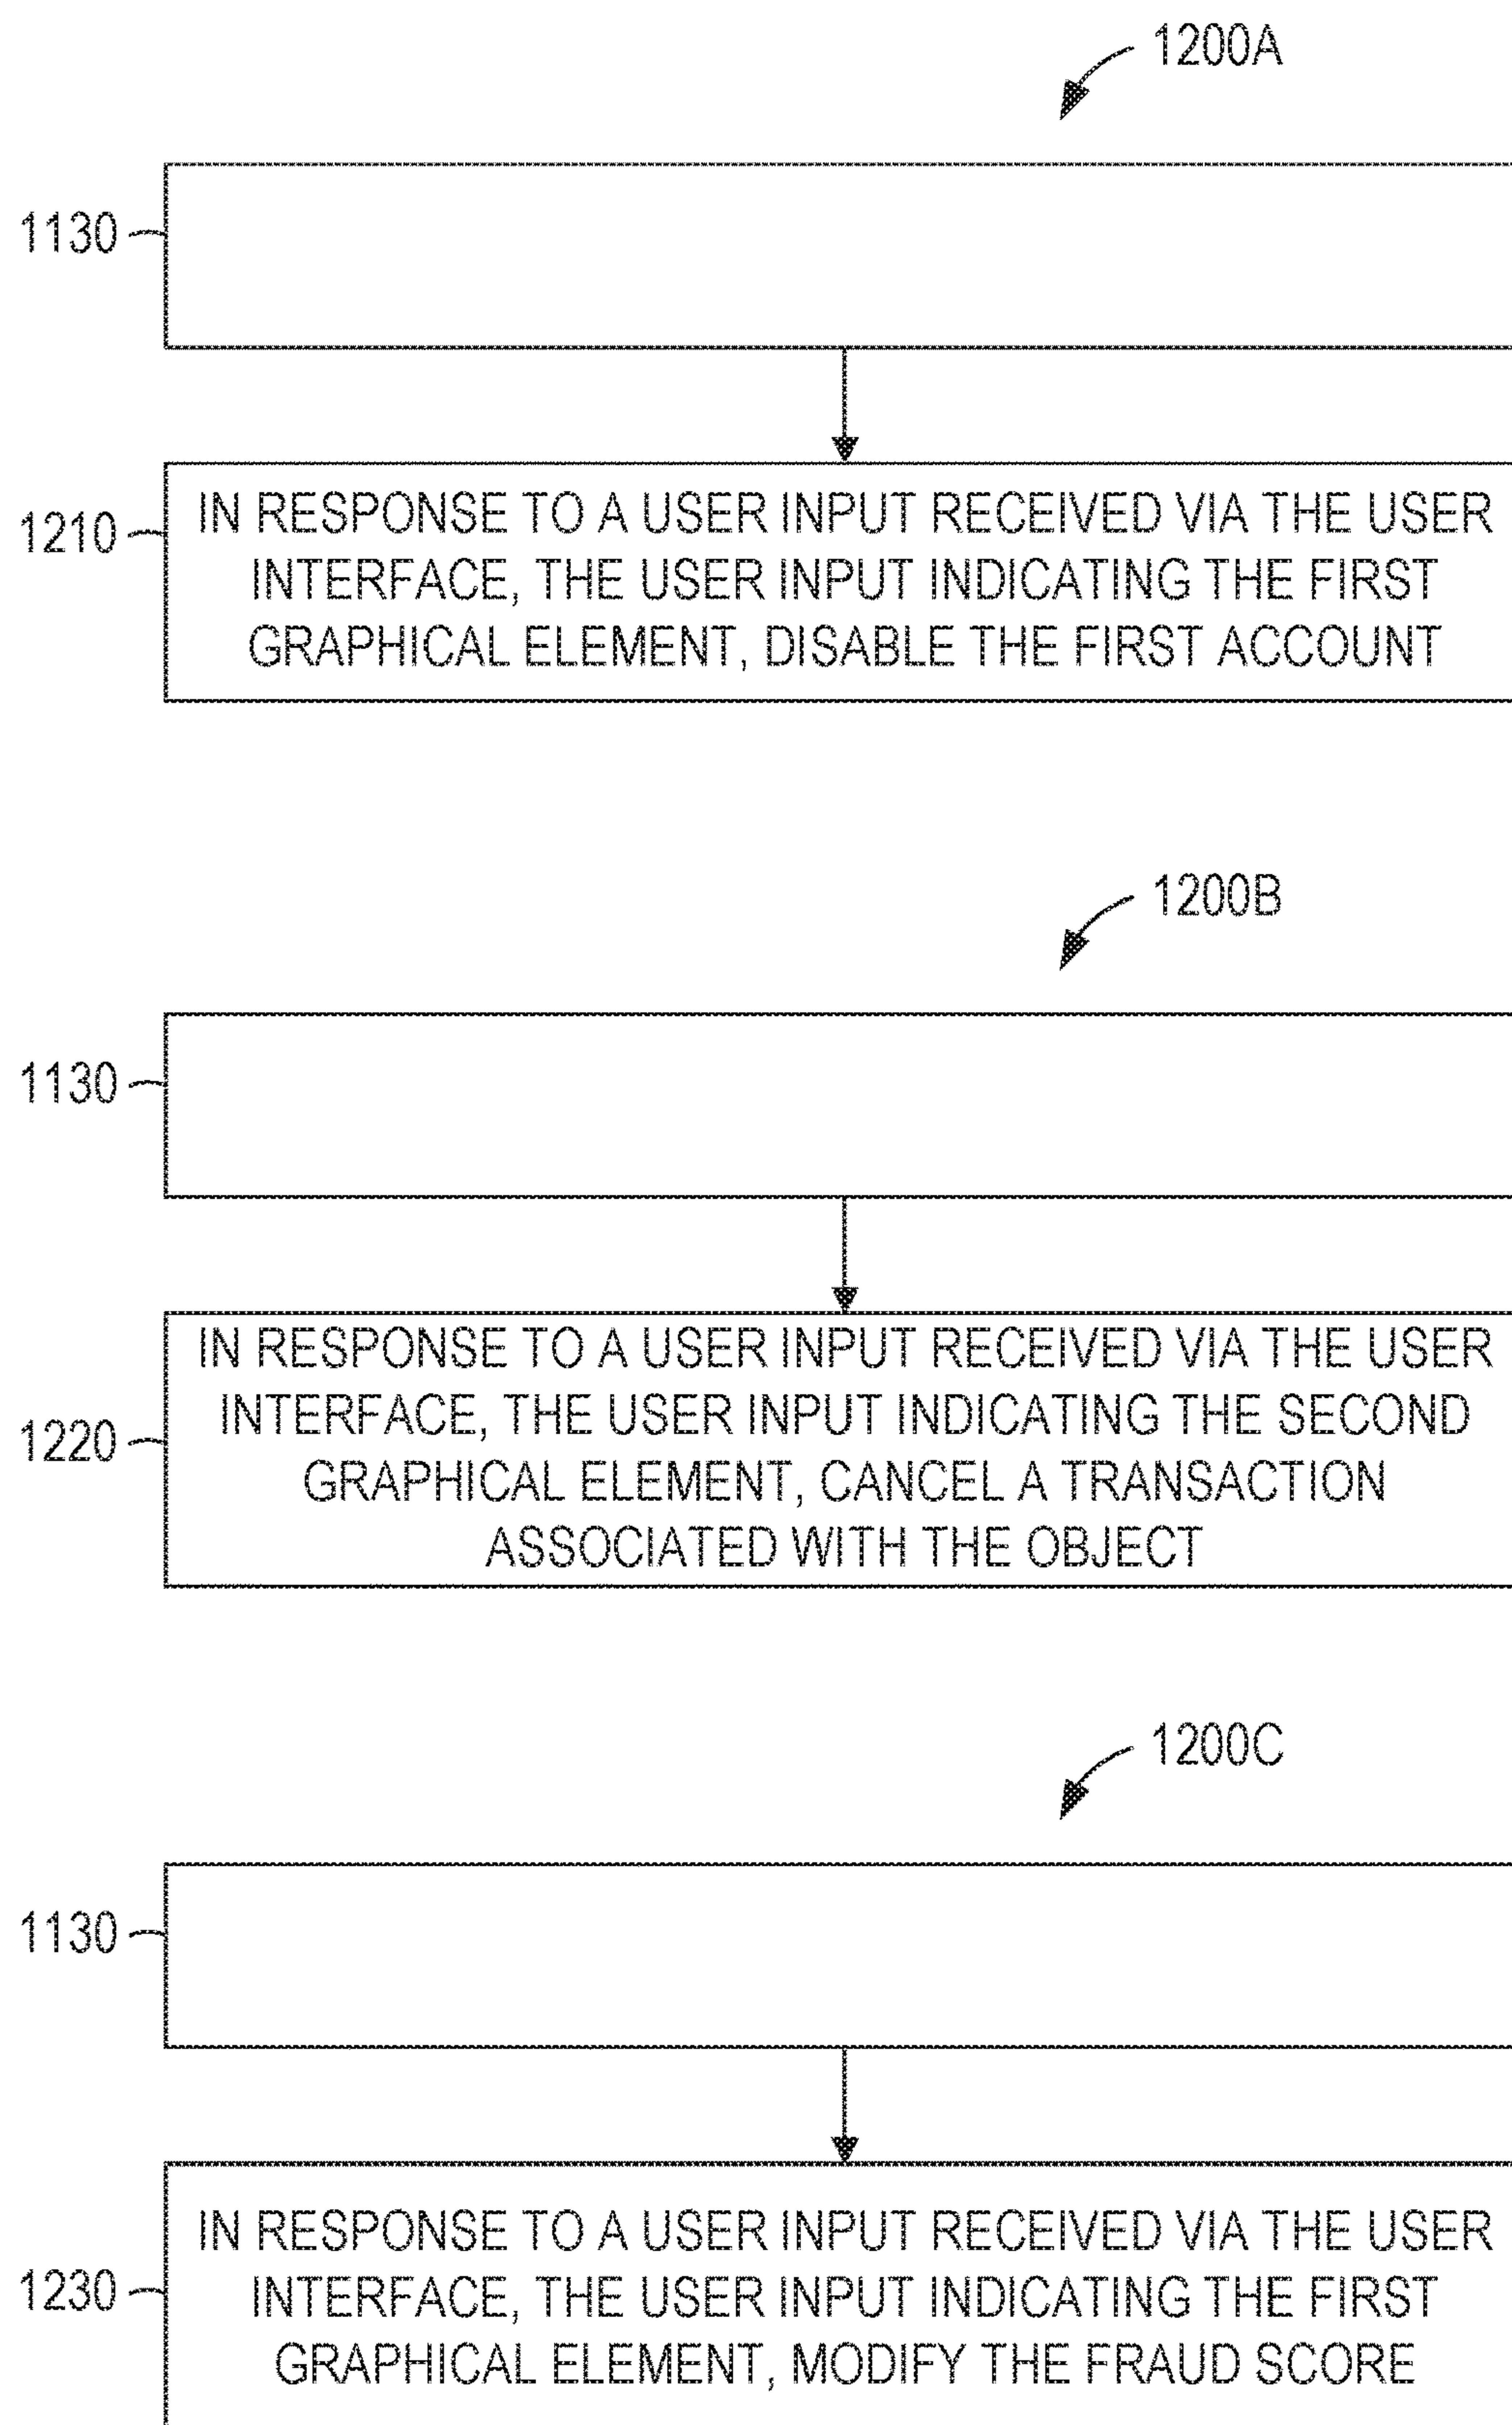 1200A
1130
1210
IN RESPONSE TO A USER INPUT RECEIVED VIA THE USER
INTERFACE, THE USER INPUT INDICATING THE FIRST
GRAPHICAL ELEMENT, DISABLE THE FIRST ACCOUNT
1200B
1130
1220
IN RESPONSE TO A USER INPUT RECEIVED VIA THE USER
INTERFACE, THE USER INPUT INDICATING THE SECOND
GRAPHICAL ELEMENT, CANCEL A TRANSACTION
ASSOCIATED WITH THE OBJECT
1200C
1130
1230
IN RESPONSE TO A USER INPUT RECEIVED VIA THE USER
INTERFACE, THE USER INPUT INDICATING THE FIRST
GRAPHICAL ELEMENT, MODIFY THE FRAUD SCORE